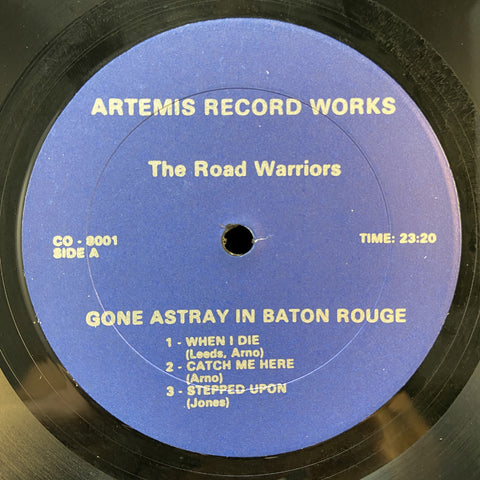 ARTEMIS RECORD WORKS
The Road Warriors
CO - 8001
SIDE A
TIME: 23:20
GONE ASTRAY IN BATON ROUGE
1 - WHEN I DIE
(Leeds, Arno)
2 - CATCH ME HERE
(Arno)
3 - STEPPED UPON
(Jones)